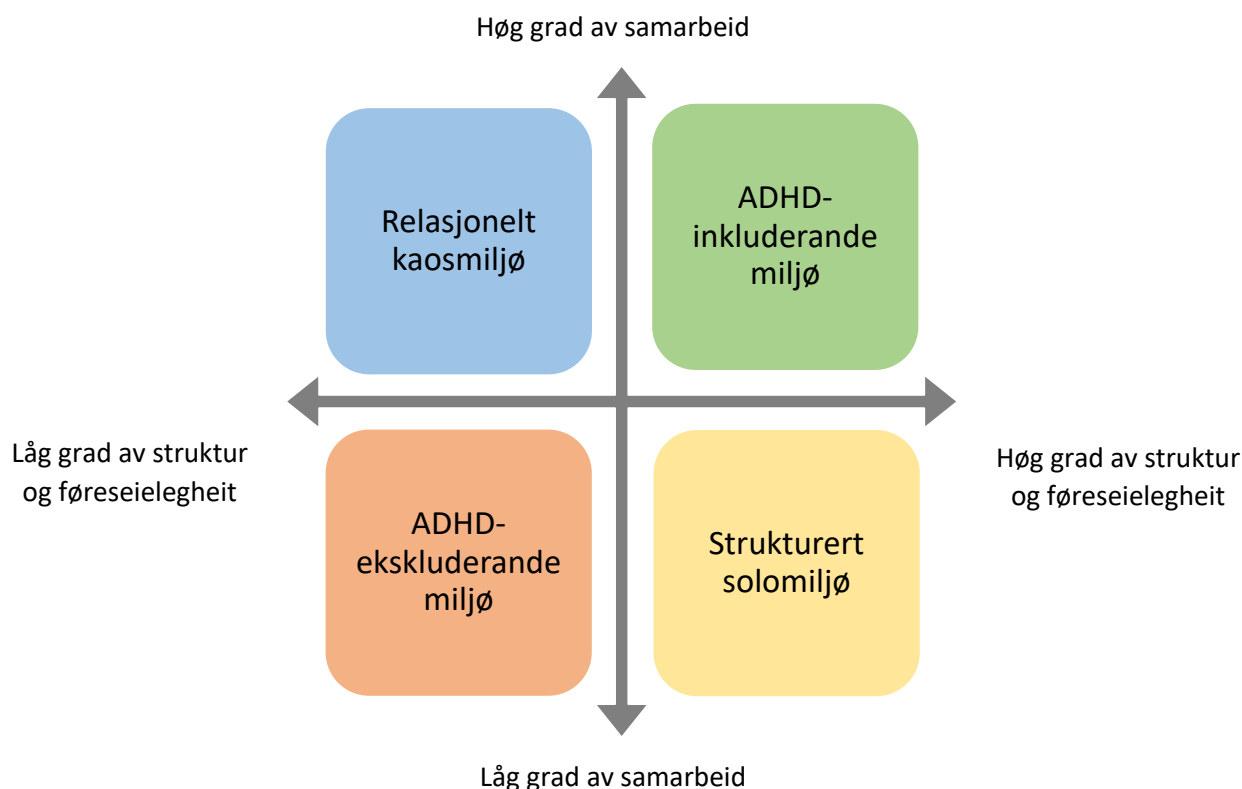 Høg grad av samarbeid
Relasjonelt
kaosmiljø
ADHD-
inkluderande
miljø
Låg grad av struktur
og føreseielegheit
Høg grad av struktur
og føreseielegheit
ADHD-
ekskluderande
miljø
Strukturert
solomiljø
Låg grad av samarbeid